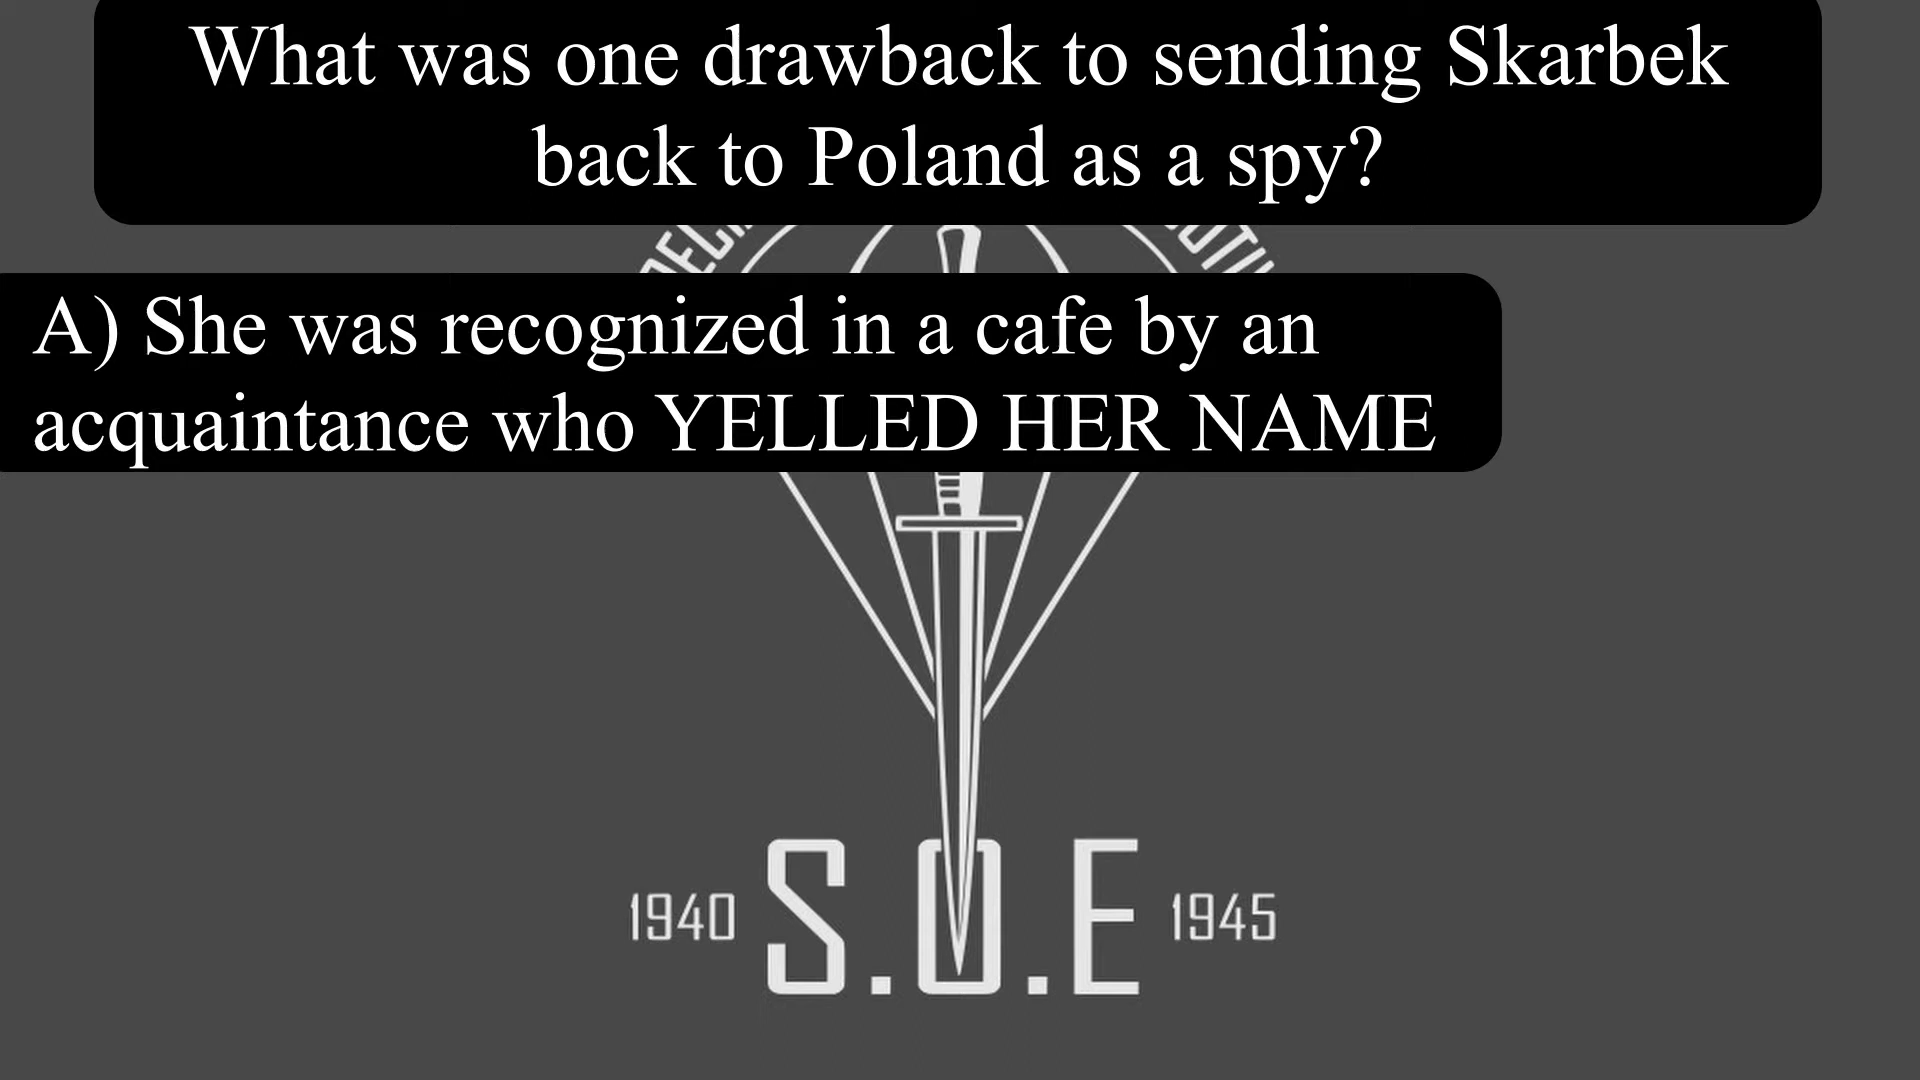 What was one drawback to sending Skarbek
back to Poland as a spy?
A) She was recognized in a cafe by an
acquaintance who YELLED HER NAME
1940 S.O.E 1945